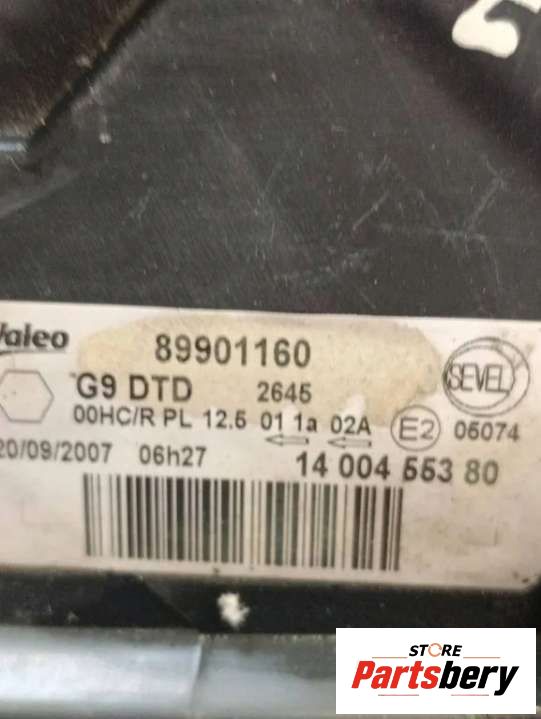 Valeo
89901160
G9 DTD 2645
SEVEL
00HC/R PL 12.5 01 1a 02A E2 05074
20/09/2007 06h27 14 004 553 80
STORE
Partsbery